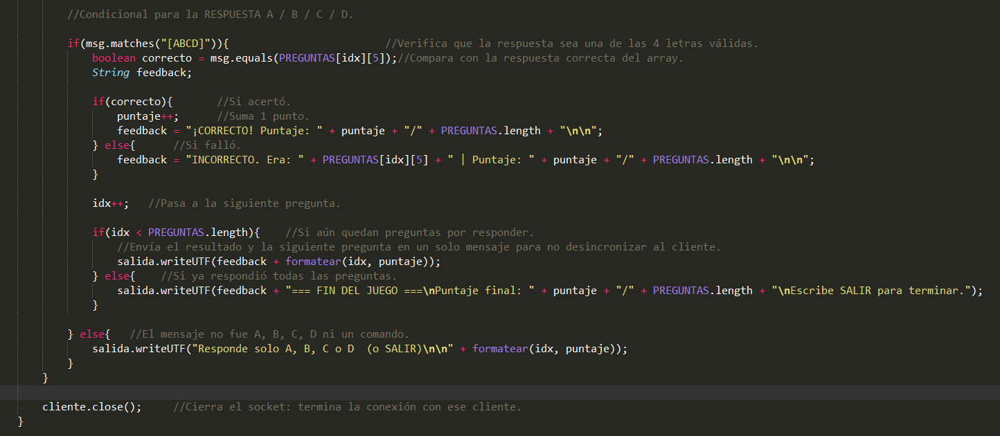 //Condicional para la RESPUESTA A / B / C / D.
if(msg.matches("[ABCD]")){ //Verifica que la respuesta sea una de las 4 letras válidas.
boolean correcto = msg.equals(PREGUNTAS[idx][5]);//Compara con la respuesta correcta del array.
String feedback;
if(correcto){ //Si acertó.
puntaje++; //Suma 1 punto.
feedback = "¡CORRECTO! Puntaje: " + puntaje + "/" + PREGUNTAS.length + "\n\n";
} else{ //Si falló.
feedback = "INCORRECTO. Era: " + PREGUNTAS[idx][5] + " | Puntaje: " + puntaje + "/" + PREGUNTAS.length + "\n\n";
}
idx++; //Pasa a la siguiente pregunta.
if(idx < PREGUNTAS.length){ //Si aún quedan preguntas por responder.
//Envía el resultado y la siguiente pregunta en un solo mensaje para no desincronizar al cliente.
salida.writeUTF(feedback + formatear(idx, puntaje));
} else{ //Si ya respondió todas las preguntas.
salida.writeUTF(feedback + "=== FIN DEL JUEGO ===\nPuntaje final: " + puntaje + "/" + PREGUNTAS.length + "\nEscribe SALIR para terminar.");
}
} else{ //El mensaje no fue A, B, C, D ni un comando.
salida.writeUTF("Responde solo A, B, C o D  (o SALIR)\n\n" + formatear(idx, puntaje));
}
}
cliente.close(); //Cierra el socket: termina la conexión con ese cliente.
}